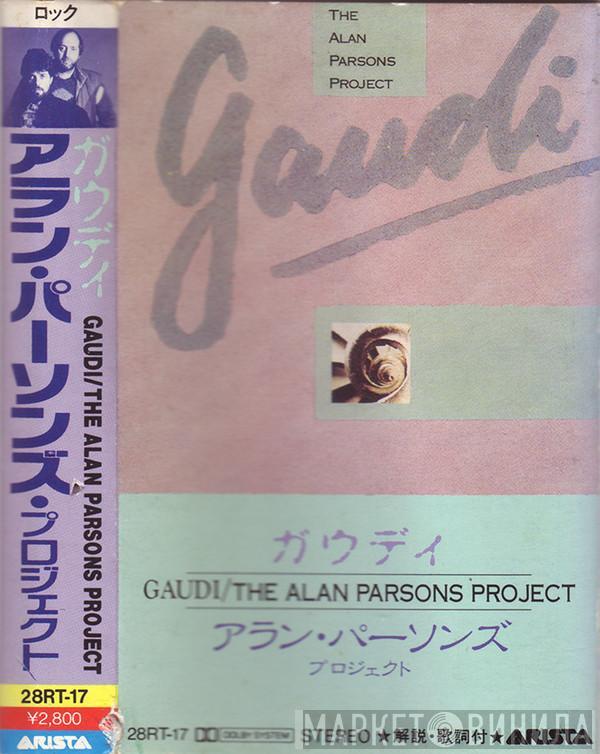 ロック
ガウディ
アラン・パーソンズ・プロジェクト
GAUDI/THE ALAN PARSONS PROJECT
28RT-17
¥2,800
ARISTA
THE
ALAN
PARSONS
PROJECT
gaudi
ガウディ
GAUDI/THE ALAN PARSONS PROJECT
アラン・パーソンズ
プロジェクト
28RT-17 DOLBY SYSTEM STEREO ★解説・歌詞付★ ARISTA
МАРКЕТ ВИНИЛА